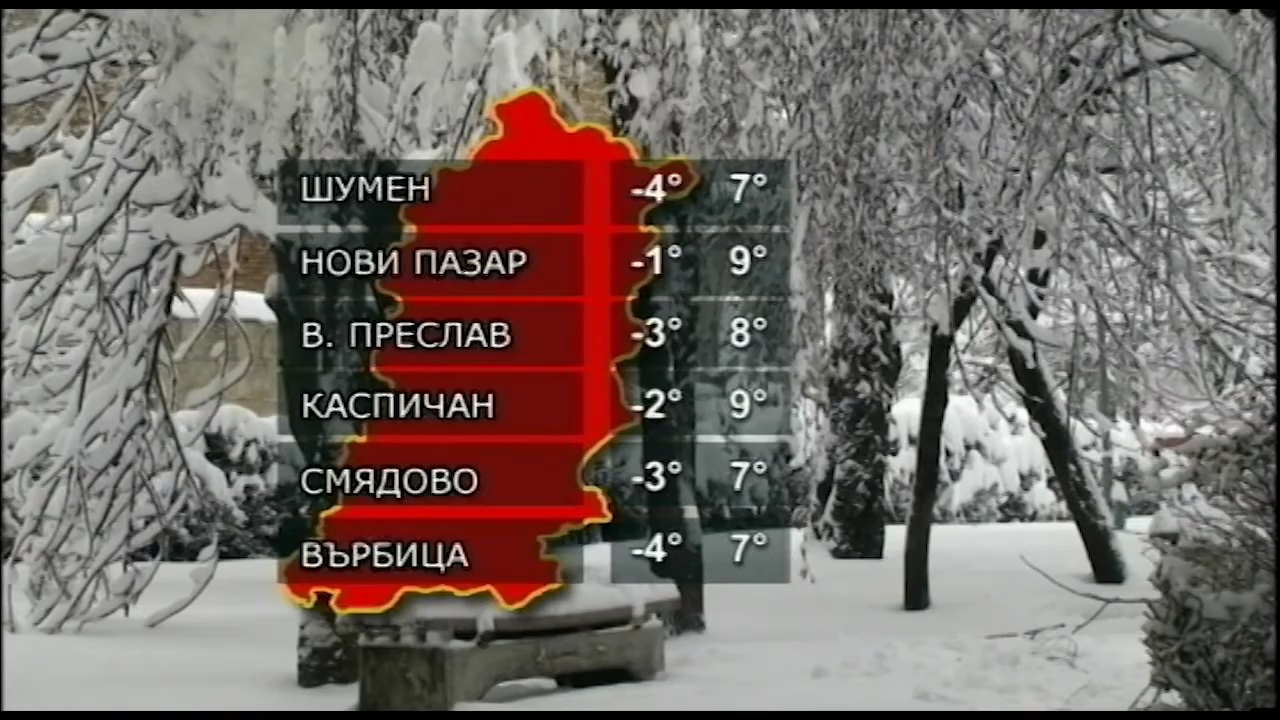 ШУМЕН -4° 7°
НОВИ ПАЗАР -1° 9°
В. ПРЕСЛАВ -3° 8°
КАСПИЧАН -2° 9°
СМЯДОВО -3° 7°
ВЪРБИЦА -4° 7°